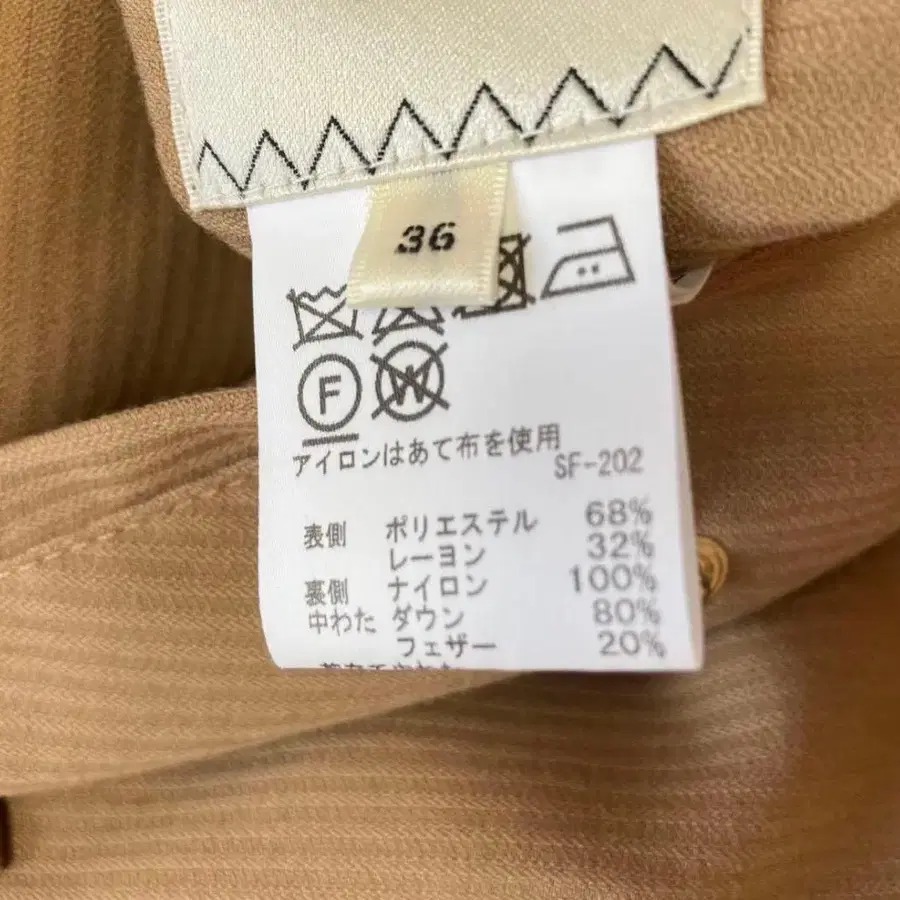 36
F
W
アイロンはあて布を使用
SF-202
表側 ポリエステル 68%
レーヨン 32%
裏側 ナイロン 100%
中わた ダウン 80%
フェザー 20%